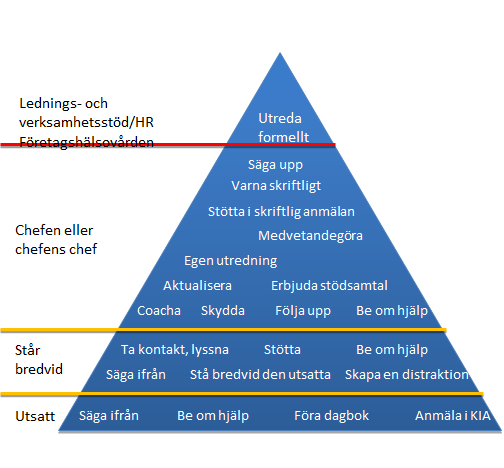 Lednings- och
verksamhetsstöd/HR
Företagshälsovården
Utreda
formellt
Säga upp
Varna skriftligt
Stötta i skriftlig anmälan
Chefen eller
chefens chef
Medvetandegöra
Egen utredning
Aktualisera Erbjuda stödsamtal
Coacha Skydda Följa upp Be om hjälp
Står
bredvid
Ta kontakt, lyssna Stötta Be om hjälp
Säga ifrån Stå bredvid den utsatta Skapa en distraktion
Utsatt Säga ifrån Be om hjälp Föra dagbok Anmäla i KIA